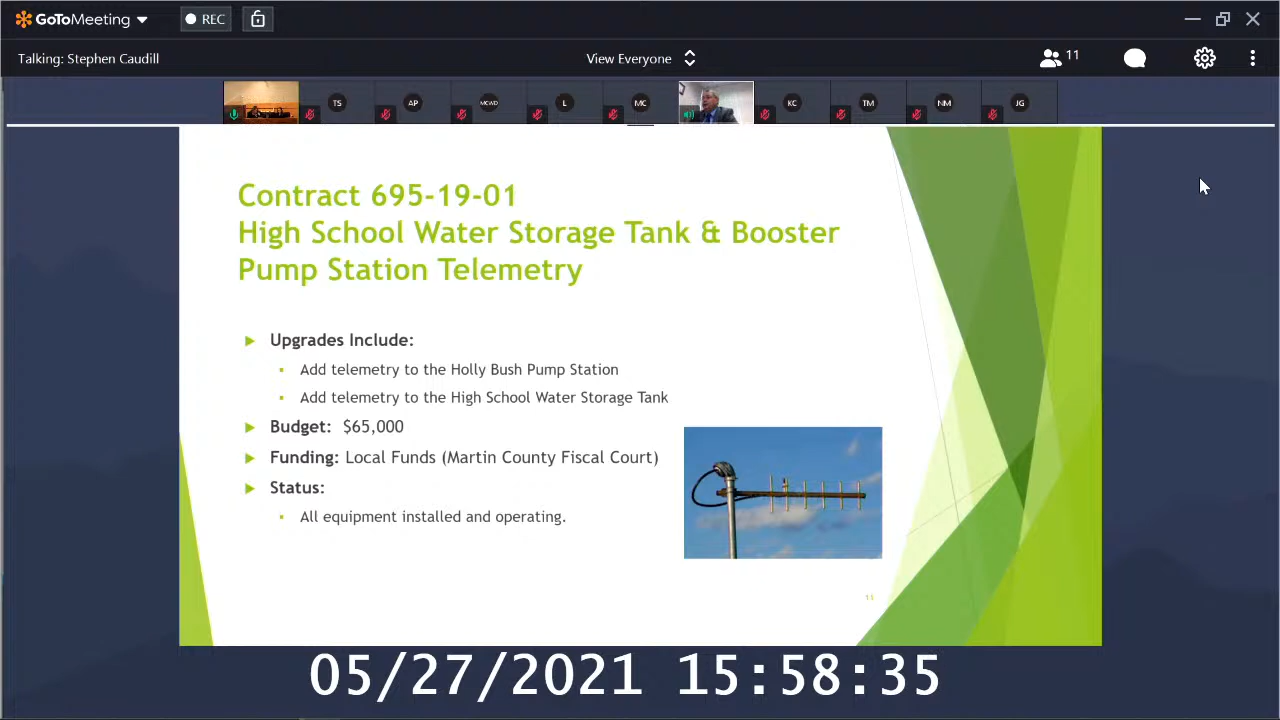 GoToMeeting
REC
Talking: Stephen Caudill
View Everyone
11
TS
AP
MCWD
L
MC
KC
TM
NM
JG
Contract 695-19-01
High School Water Storage Tank & Booster
Pump Station Telemetry
Upgrades Include:
Add telemetry to the Holly Bush Pump Station
Add telemetry to the High School Water Storage Tank
Budget: $65,000
Funding: Local Funds (Martin County Fiscal Court)
Status:
All equipment installed and operating.
11
05/27/2021 15:58:35